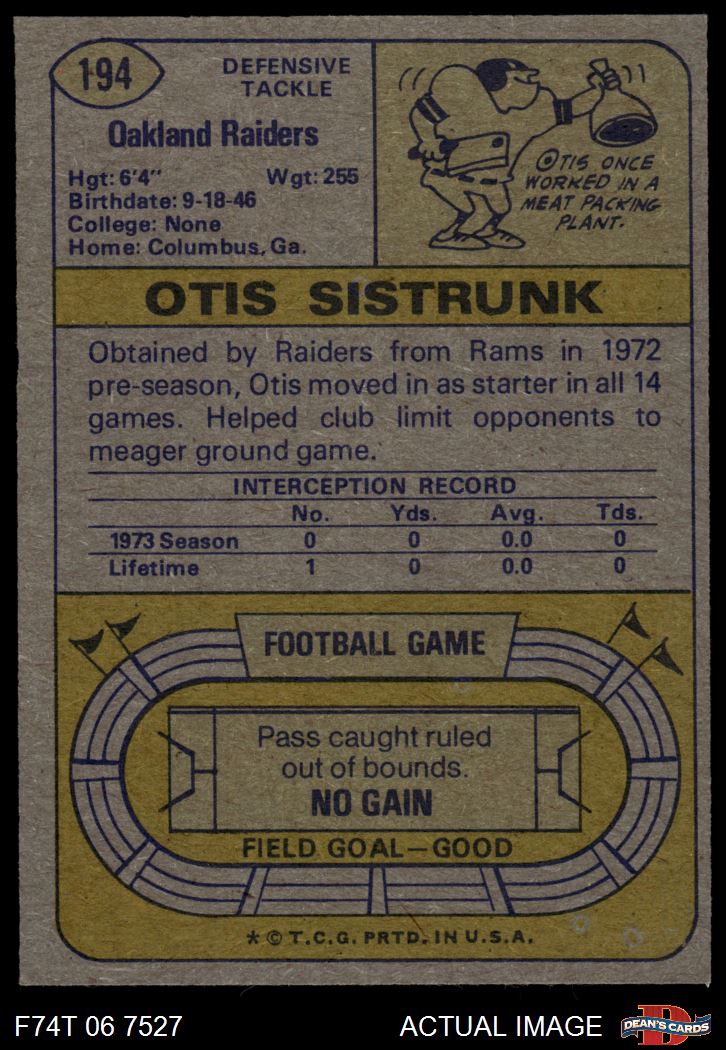 194
DEFENSIVE
TACKLE
Oakland Raiders
Hgt: 6'4" Wgt: 255
Birthdate: 9-18-46
College: None
Home: Columbus, Ga.
OTIS ONCE
WORKED IN A
MEAT PACKING
PLANT.
OTIS SISTRUNK
Obtained by Raiders from Rams in 1972
pre-season, Otis moved in as starter in all 14
games. Helped club limit opponents to
meager ground game.
INTERCEPTION RECORD
No. Yds. Avg. Tds.
1973 Season 0 0 0.0 0
Lifetime 1 0 0.0 0
FOOTBALL GAME
Pass caught ruled
out of bounds.
NO GAIN
FIELD GOAL—GOOD
* © T.C.G. PRTD. IN U.S.A.
F74T 06 7527 ACTUAL IMAGE
D
DEAN'S CARDS